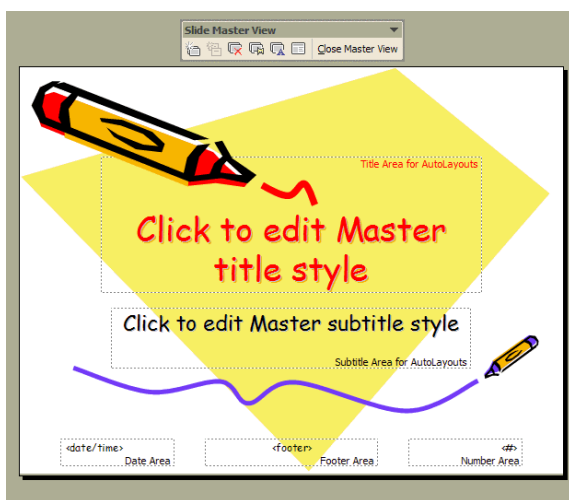 Slide Master View
Close Master View
Title Area for AutoLayouts
Click to edit Master
title style
Click to edit Master subtitle style
Subtitle Area for AutoLayouts
<date/time>
Date Area
<footer>
Footer Area
<#>
Number Area